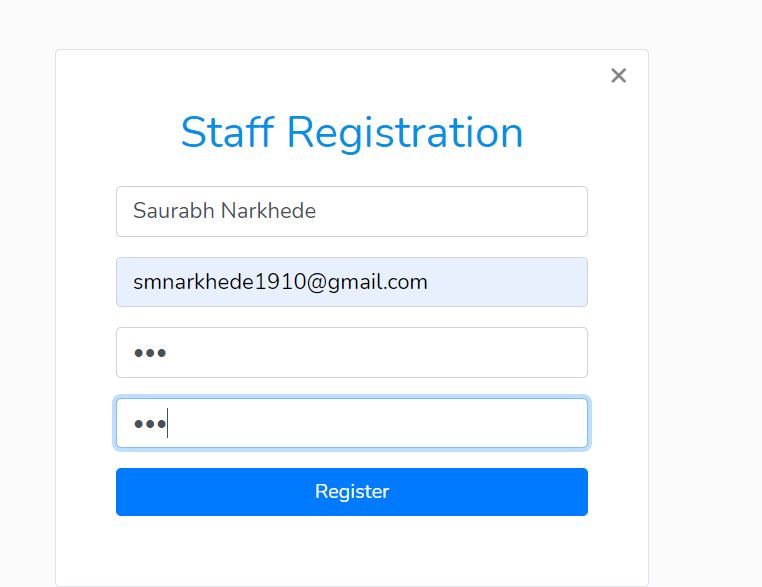 ×
Staff Registration
Saurabh Narkhede
smnarkhede1910@gmail.com
•••
•••
Register